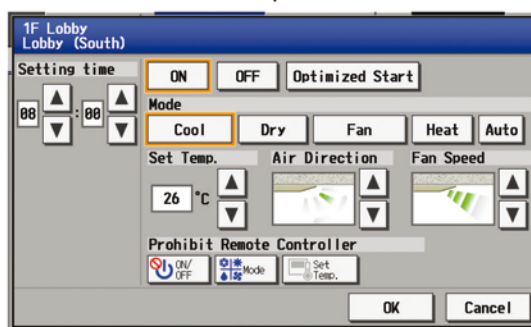 1F Lobby
Lobby (South)
Setting time
08 : 00
ON OFF Optimized Start
Mode
Cool Dry Fan Heat Auto
Set Temp. Air Direction Fan Speed
26 °C
Prohibit Remote Controller
ON/OFF Mode Set Temp.
OK Cancel